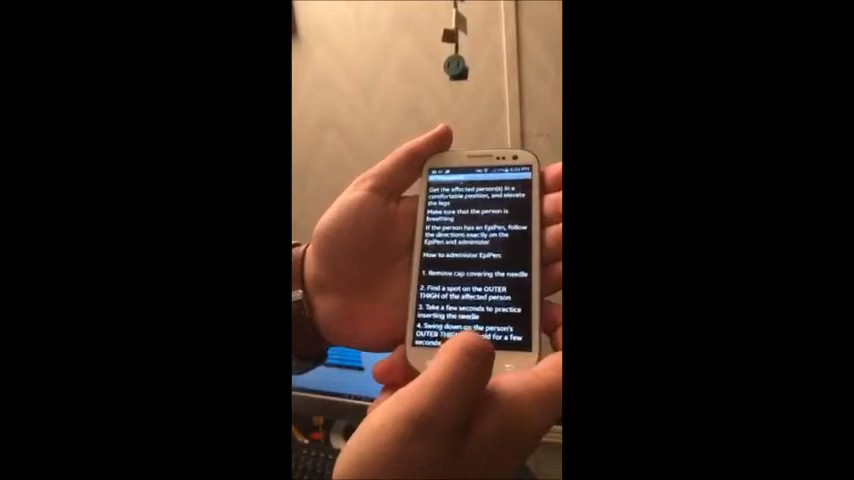 Get the affected person(s) in a
comfortable position, and elevate
the legs
Make sure that the person is
breathing
If the person has an EpiPen, follow
the directions exactly on the
EpiPen and administer
How to administer EpiPen:
1. Remove cap covering the needle
2. Find a spot on the OUTER
THIGH of the affected person
3. Take a few seconds to practice
inserting the needle
4. Swing down on the person's
OUTER for a few
seconds